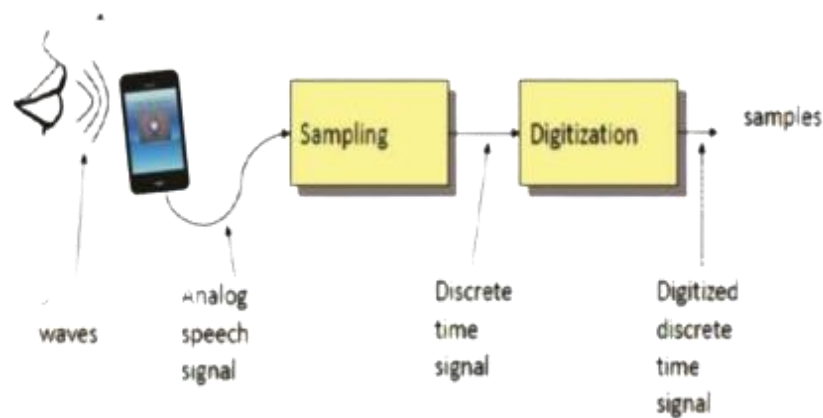 Sampling
Digitization
samples
waves
Analog
speech
signal
Discrete
time
signal
Digitized
discrete
time
signal